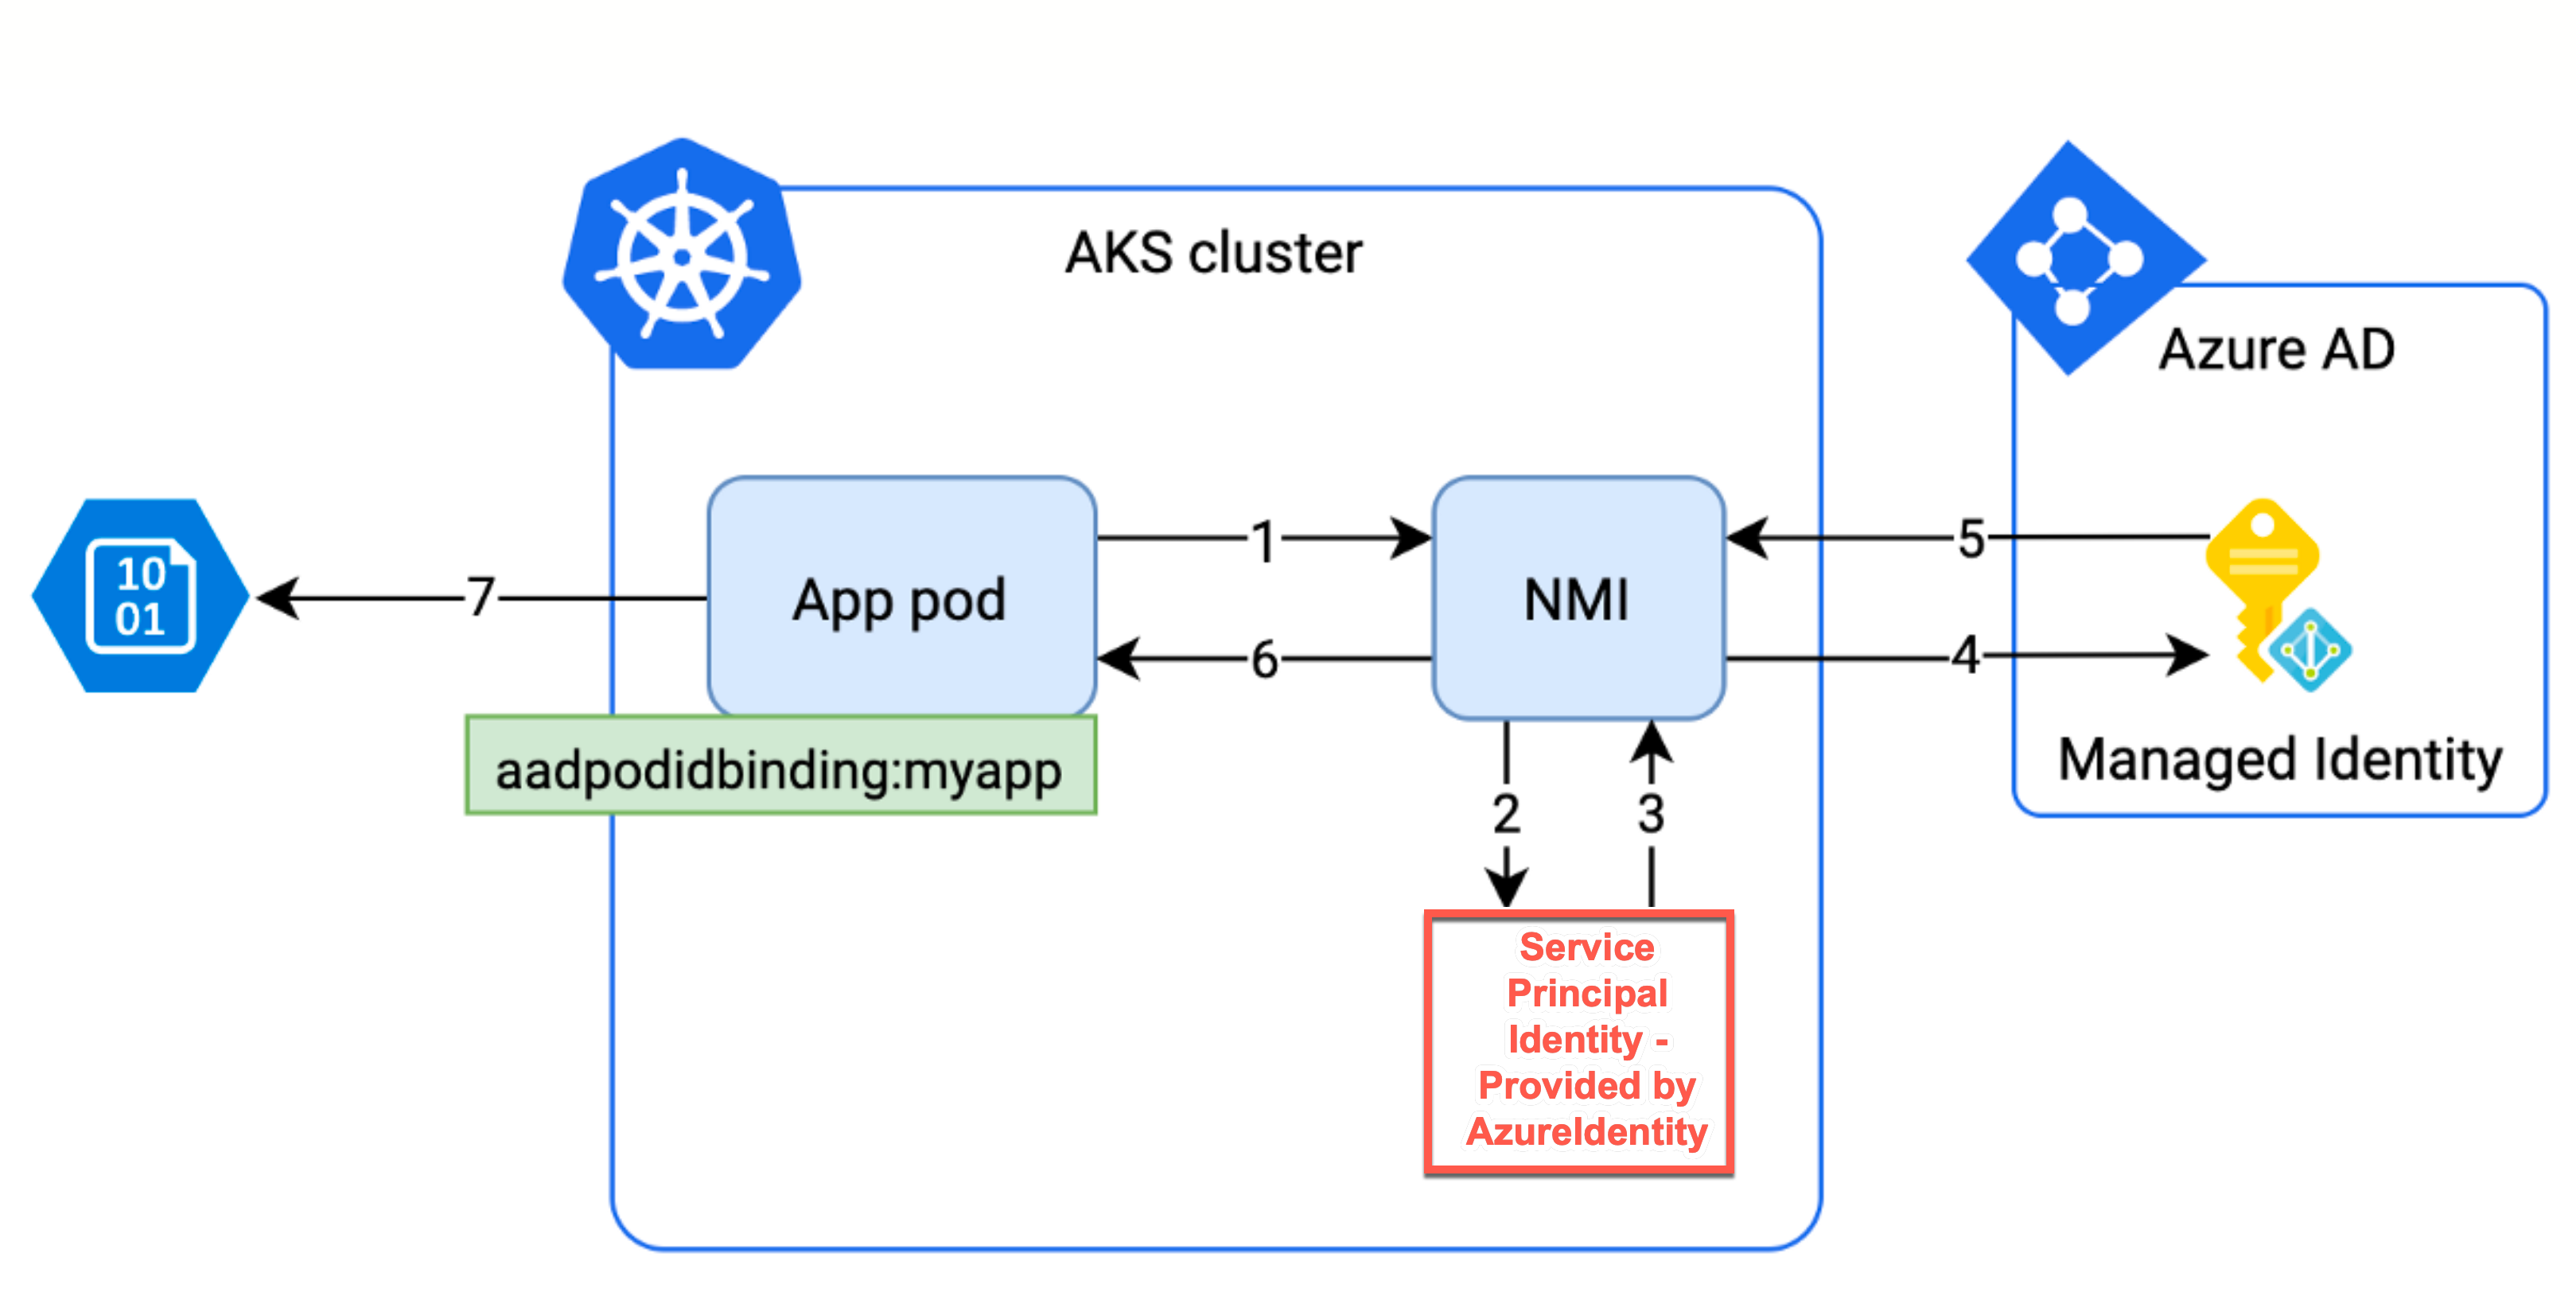 AKS cluster
Azure AD
10
01
7
App pod
1
6
NMI
5
4
aadpodidbinding:myapp
Managed Identity
2
3
Service
Principal
Identity -
Provided by
AzureIdentity